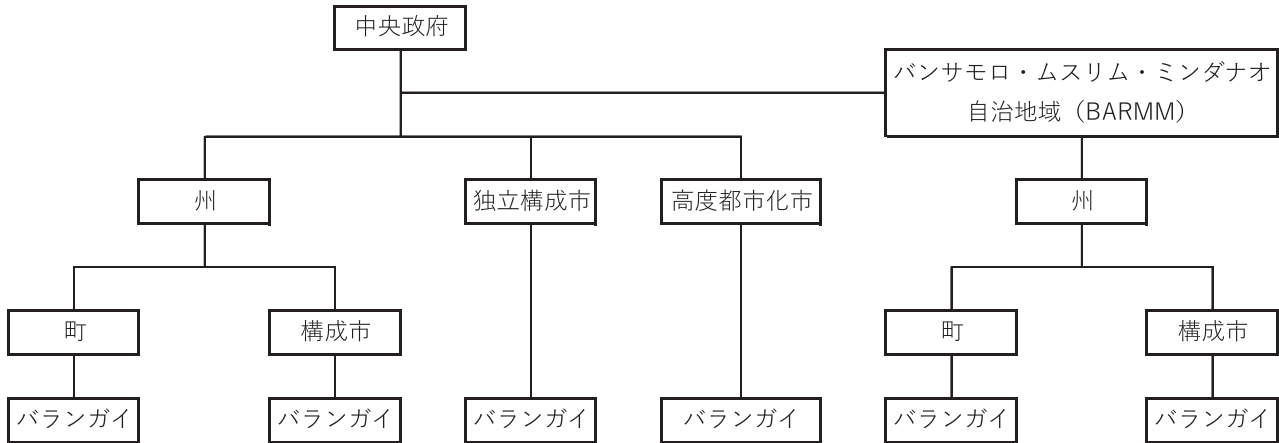 中央政府
バンサモロ・ムスリム・ミンダナオ
自治地域（BARMM）
州
独立構成市
高度都市化市
州
町
構成市
町
構成市
バランガイ
バランガイ
バランガイ
バランガイ
バランガイ
バランガイ